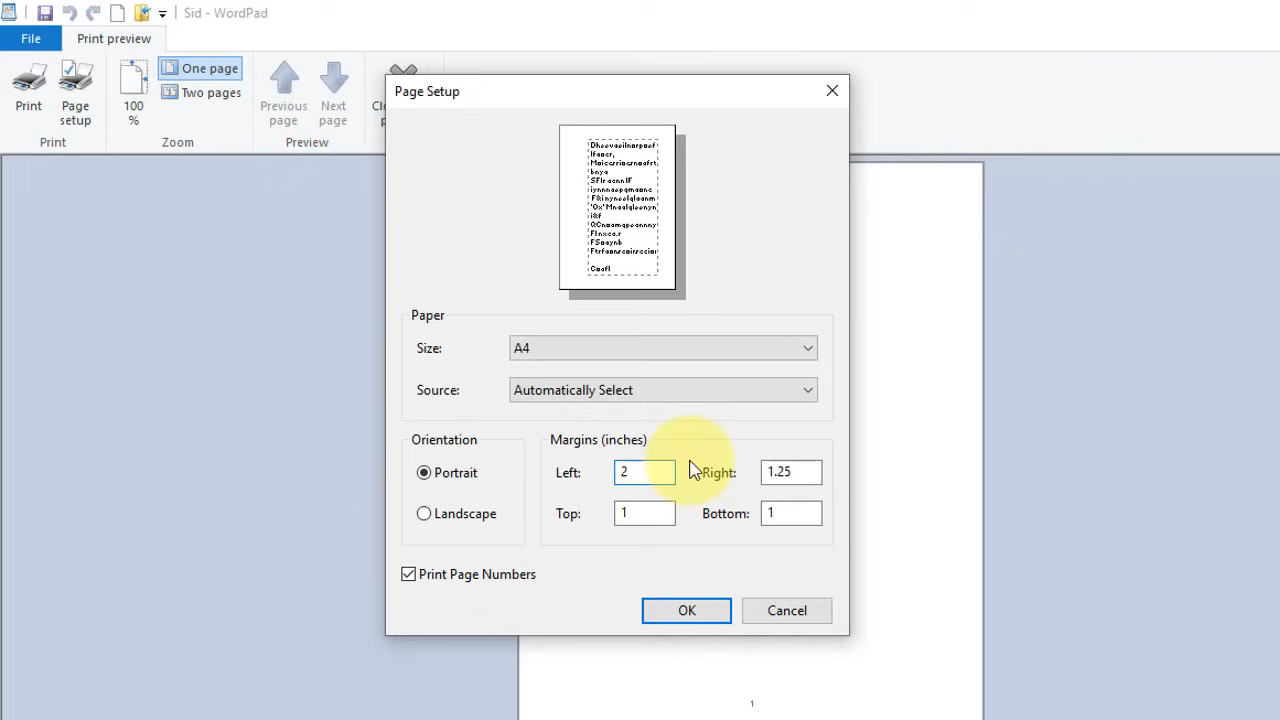 Sid - WordPad
File
Print preview
Print
Page setup
100 %
One page
Two pages
Previous page
Next page
Print
Zoom
Preview
Page Setup
Paper
Size:
A4
Source:
Automatically Select
Orientation
Portrait
Landscape
Margins (inches)
Left:
2
Right:
1.25
Top:
1
Bottom:
1
Print Page Numbers
OK
Cancel
1